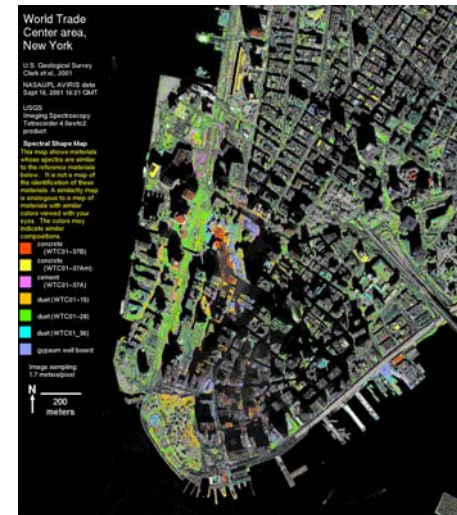 World Trade
Center area,
New York
U.S. Geological Survey
Clark et al., 2001
NASA/JPL AVIRIS data
Sept 16, 2001 16:21 GMT
USGS
Imaging Spectroscopy
Tetracorder
product
Spectral Shape Map
This map shows materials
whose spectra are similar
to the reference materials
below. It is not a map of
the identification of these
materials. A similarity map
is analogous to a map of
materials with similar
colors viewed with your
eyes. The colors may
indicate similar
compositions.
concrete
(WTC01-37B)
concrete
(WTC01-37Am)
cement
(WTC01-37A)
dust (WTC01-15)
dust (WTC01-28)
dust (WTC01_36)
gypsum wall board
Image sampling:
1.7 meters/pixel
N
200
meters